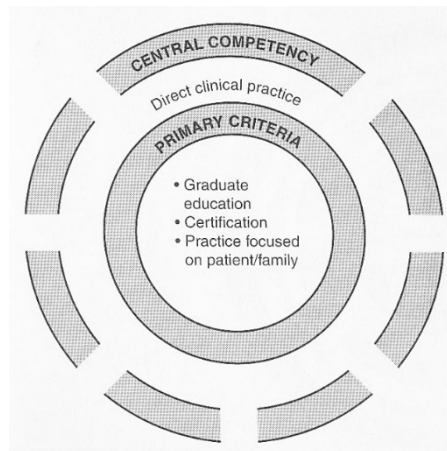 CENTRAL COMPETENCY
Direct clinical practice
PRIMARY CRITERIA
• Graduate
education
• Certification
• Practice focused
on patient/family